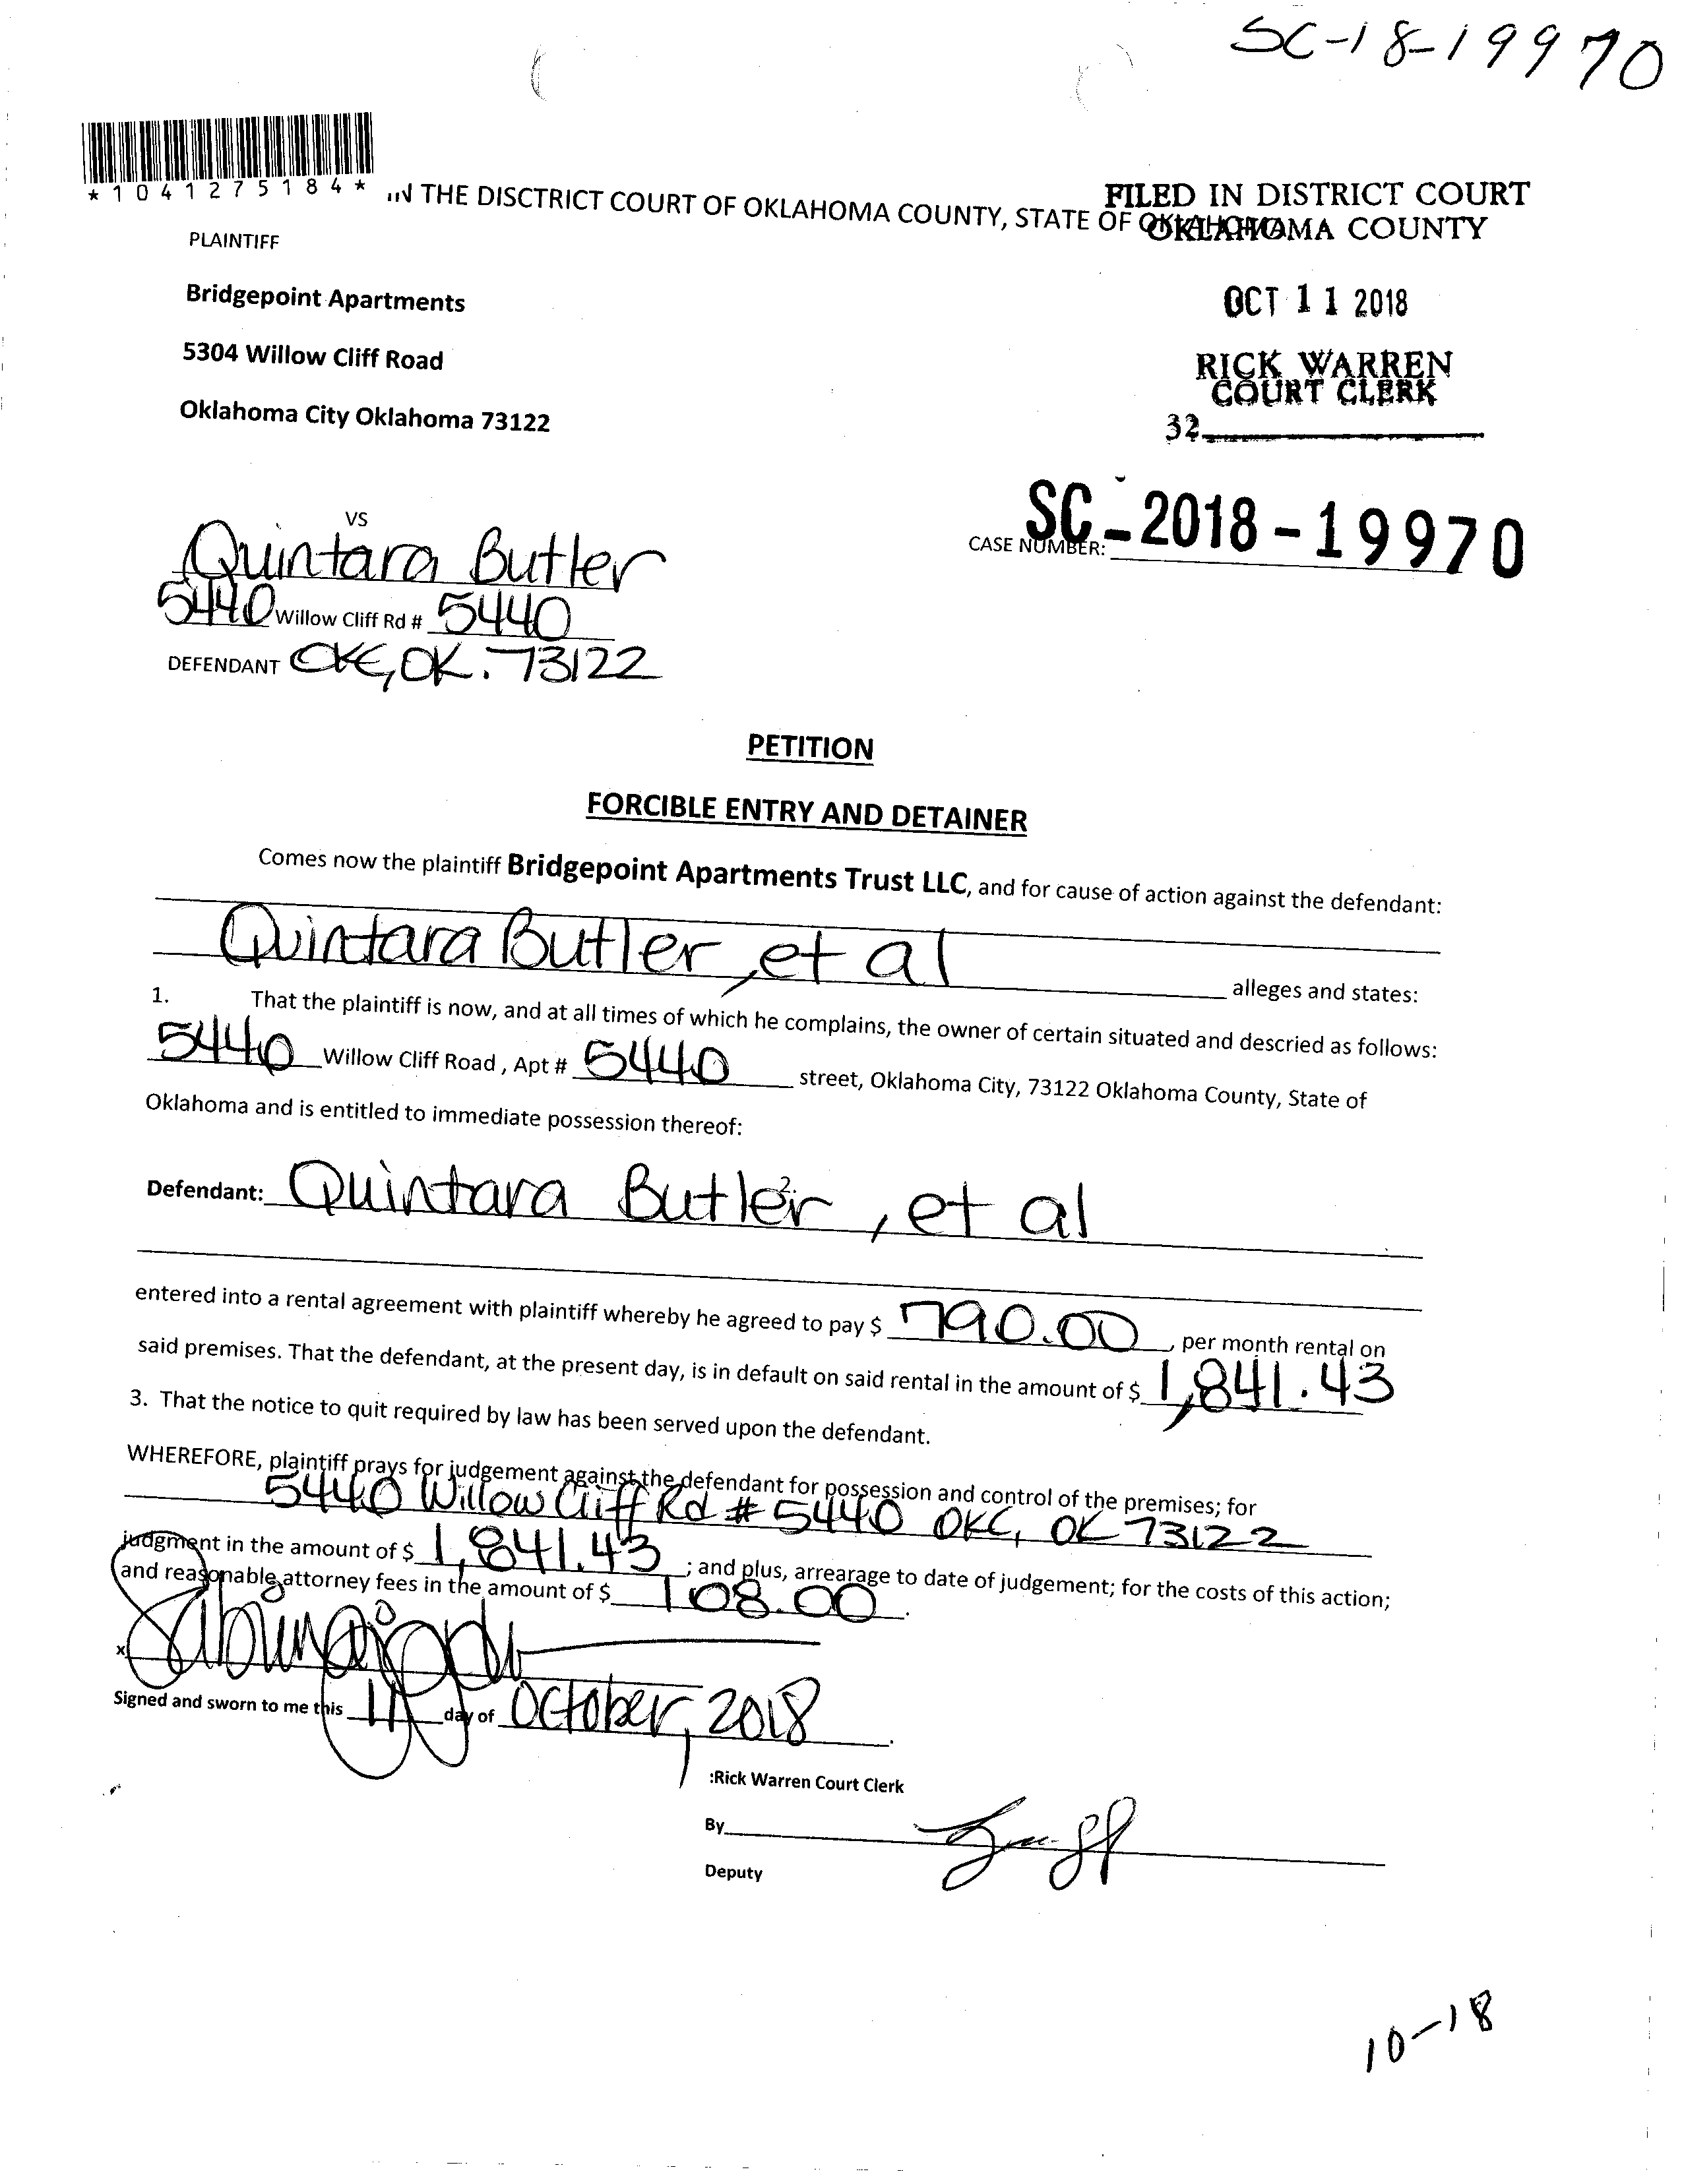 SC-18-19970
*1041275184*
IN THE DISCTRICT COURT OF OKLAHOMA COUNTY, STATE OF OKLAHOMA
FILED IN DISTRICT COURT
OKLAHOMA COUNTY
PLAINTIFF
Bridgepoint Apartments
OCT 11 2018
5304 Willow Cliff Road
RICK WARREN
COURT CLERK
Oklahoma City Oklahoma 73122
32
VS
CASE NUMBER: SC-2018-19970
Quintara Butler
5440 Willow Cliff Rd # 5440
DEFENDANT OKC, OK. 73122
PETITION
FORCIBLE ENTRY AND DETAINER
Comes now the plaintiff Bridgepoint Apartments Trust LLC, and for cause of action against the defendant:
Quintara Butler, et al alleges and states:
1. That the plaintiff is now, and at all times of which he complains, the owner of certain situated and descried as follows:
5440 Willow Cliff Road , Apt # 5440 street, Oklahoma City, 73122 Oklahoma County, State of
Oklahoma and is entitled to immediate possession thereof:
2.
Defendant: Quintara Butler, et al
entered into a rental agreement with plaintiff whereby he agreed to pay $ 790.00, per month rental on
said premises. That the defendant, at the present day, is in default on said rental in the amount of $ 1,841.43
3. That the notice to quit required by law has been served upon the defendant.
WHEREFORE, plaintiff prays for judgement against the defendant for possession and control of the premises; for
5440 Willow Cliff Rd # 5440 OKC, OK 73122
judgment in the amount of $ 1,841.43 ; and plus, arrearage to date of judgement; for the costs of this action;
and reasonable attorney fees in the amount of $ 108.00.
x
Signed and sworn to me this 11 day of October, 2018.
:Rick Warren Court Clerk
By
Deputy
10-18